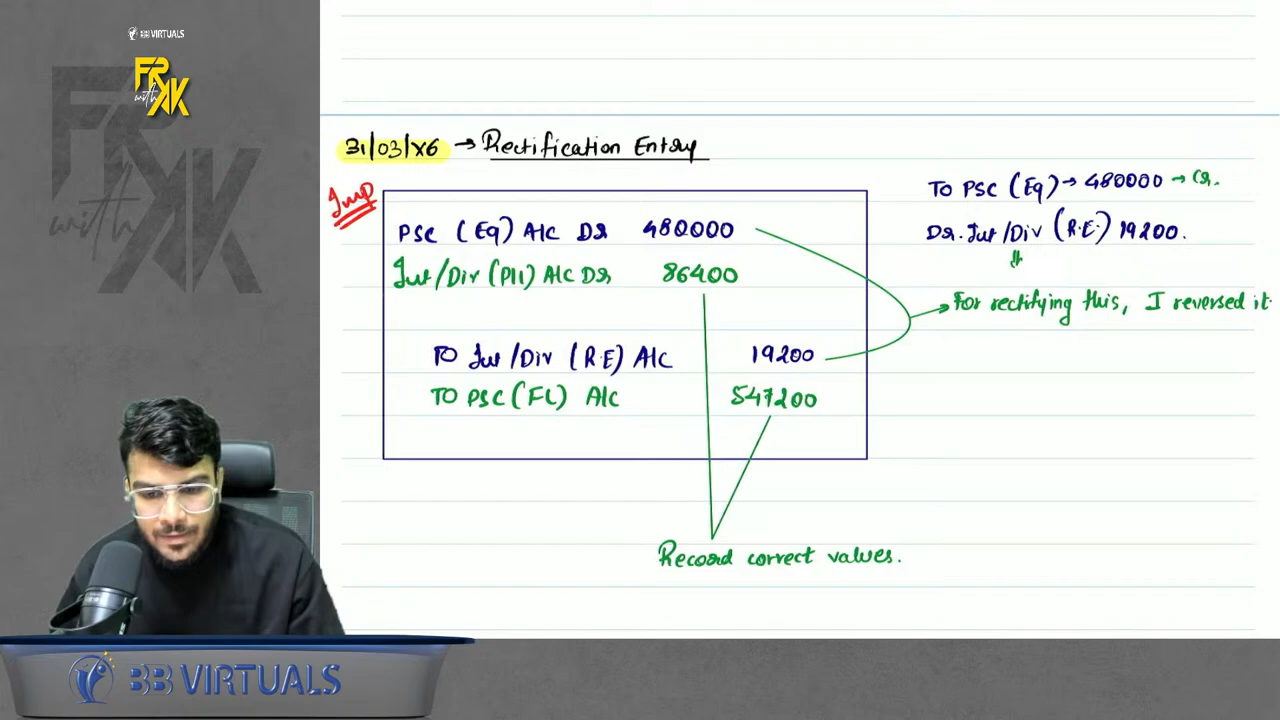 BB VIRTUALS
FR
with
KK
31/03/X6 → Rectification Entry
Imp
PSC (Eq) A/C Dr 480000
Int/Div (P11) A/C Dr 86400
TO Int/Div (R.E) A/C 19200
TO PSC (FL) A/C 547200
Record correct values.
TO PSC (Eq) → 480000 → Cr.
Dr. Int/Div (R.E.) 19200.
For rectifying this, I reversed it
BB VIRTUALS